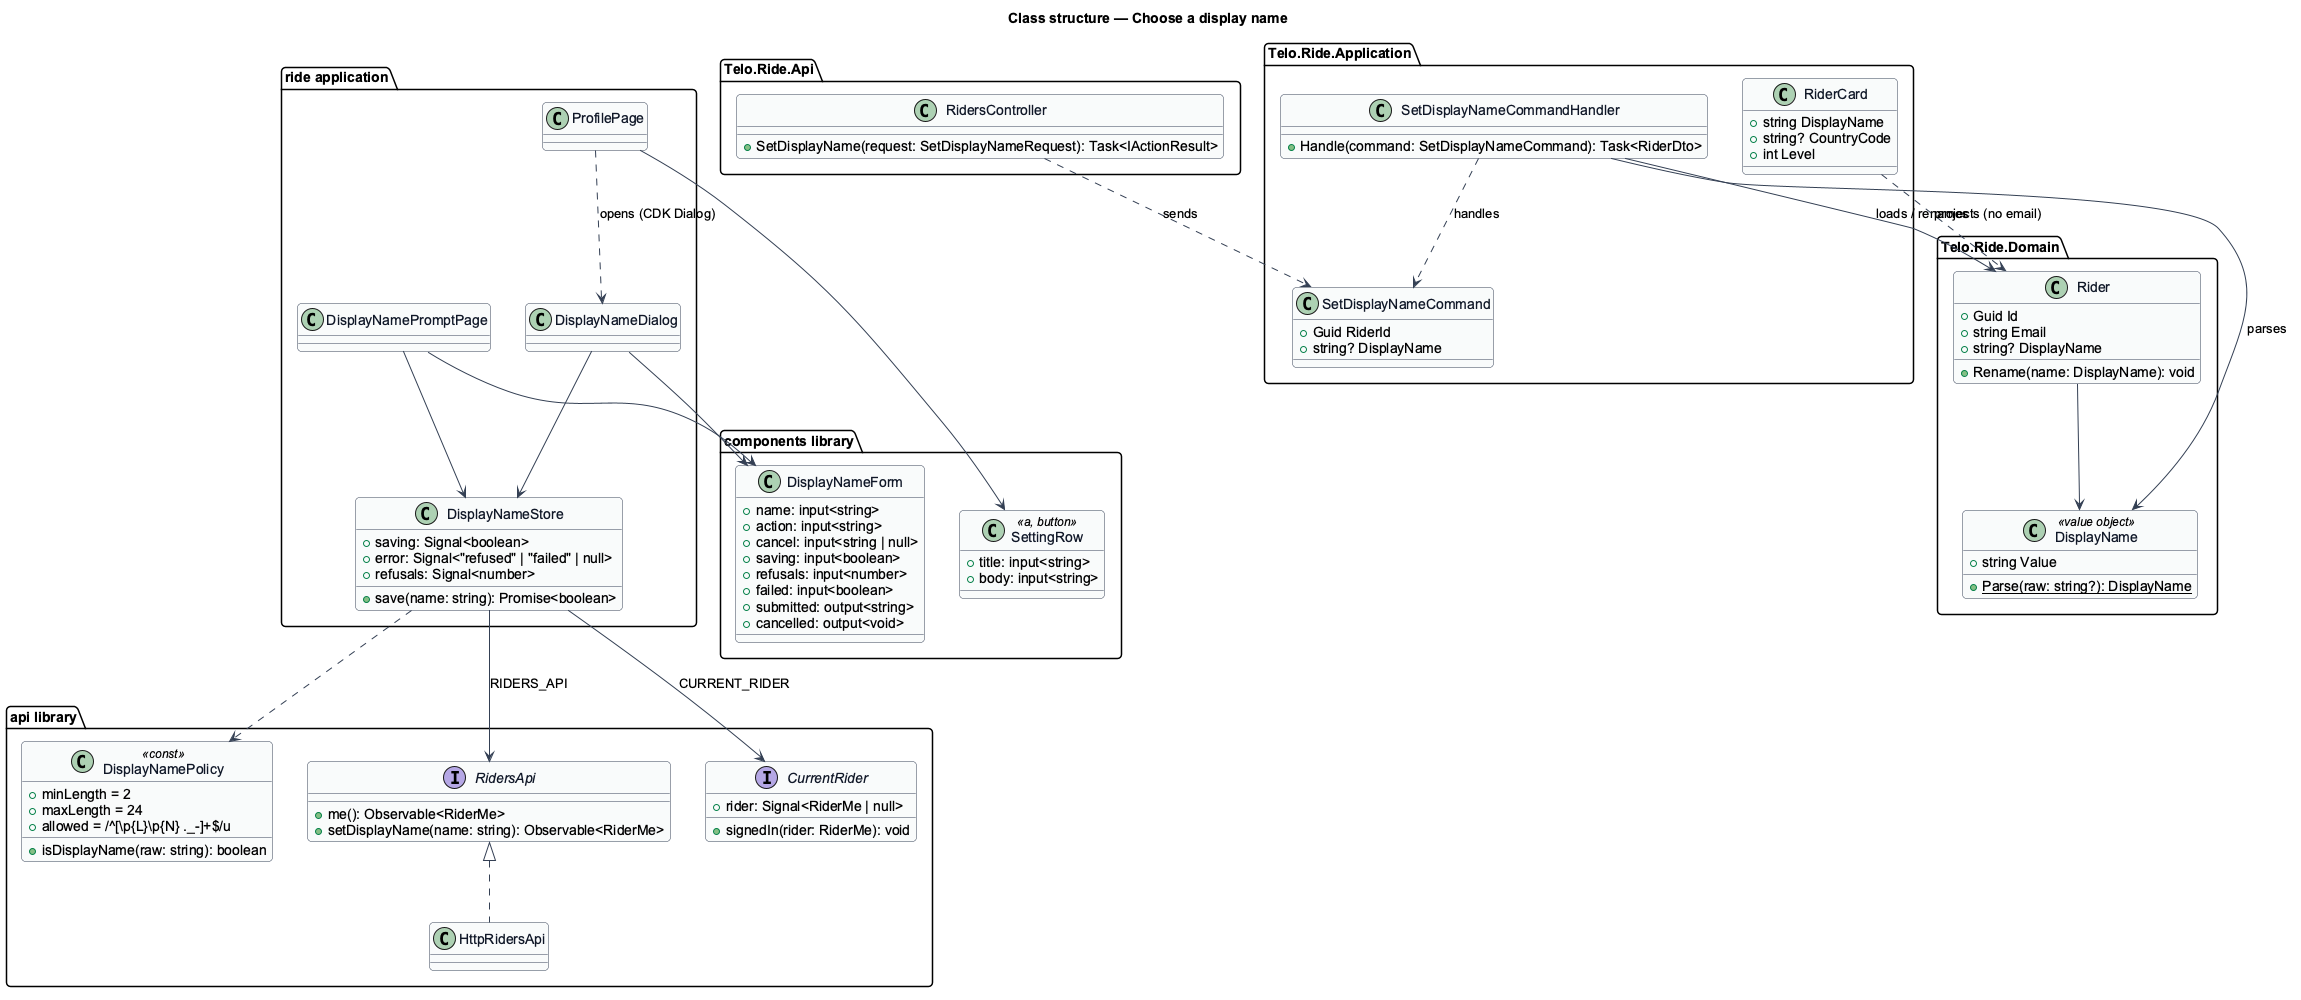 Class structure — Choose a display name
ride application
ProfilePage
opens (CDK Dialog)
DisplayNamePromptPage
DisplayNameDialog
DisplayNameStore
saving: Signal<boolean>
error: Signal<"refused" | "failed" | null>
refusals: Signal<number>
save(name: string): Promise<boolean>
Telo.Ride.Api
RidersController
SetDisplayName(request: SetDisplayNameRequest): Task<IActionResult>
sends
Telo.Ride.Application
SetDisplayNameCommandHandler
Handle(command: SetDisplayNameCommand): Task<RiderDto>
handles
RiderCard
string DisplayName
string? CountryCode
int Level
SetDisplayNameCommand
Guid RiderId
string? DisplayName
loads / renames
projects (no email)
parses
Telo.Ride.Domain
Rider
Guid Id
string Email
string? DisplayName
Rename(name: DisplayName): void
«value object»
DisplayName
string Value
Parse(raw: string?): DisplayName
components library
DisplayNameForm
name: input<string>
action: input<string>
cancel: input<string | null>
saving: input<boolean>
refusals: input<number>
failed: input<boolean>
submitted: output<string>
cancelled: output<void>
«a, button»
SettingRow
title: input<string>
body: input<string>
RIDERS_API
CURRENT_RIDER
api library
«const»
DisplayNamePolicy
minLength = 2
maxLength = 24
allowed = /^[\p{L}\p{N} ._-]+$/u
isDisplayName(raw: string): boolean
RidersApi
me(): Observable<RiderMe>
setDisplayName(name: string): Observable<RiderMe>
CurrentRider
rider: Signal<RiderMe | null>
signedIn(rider: RiderMe): void
HttpRidersApi